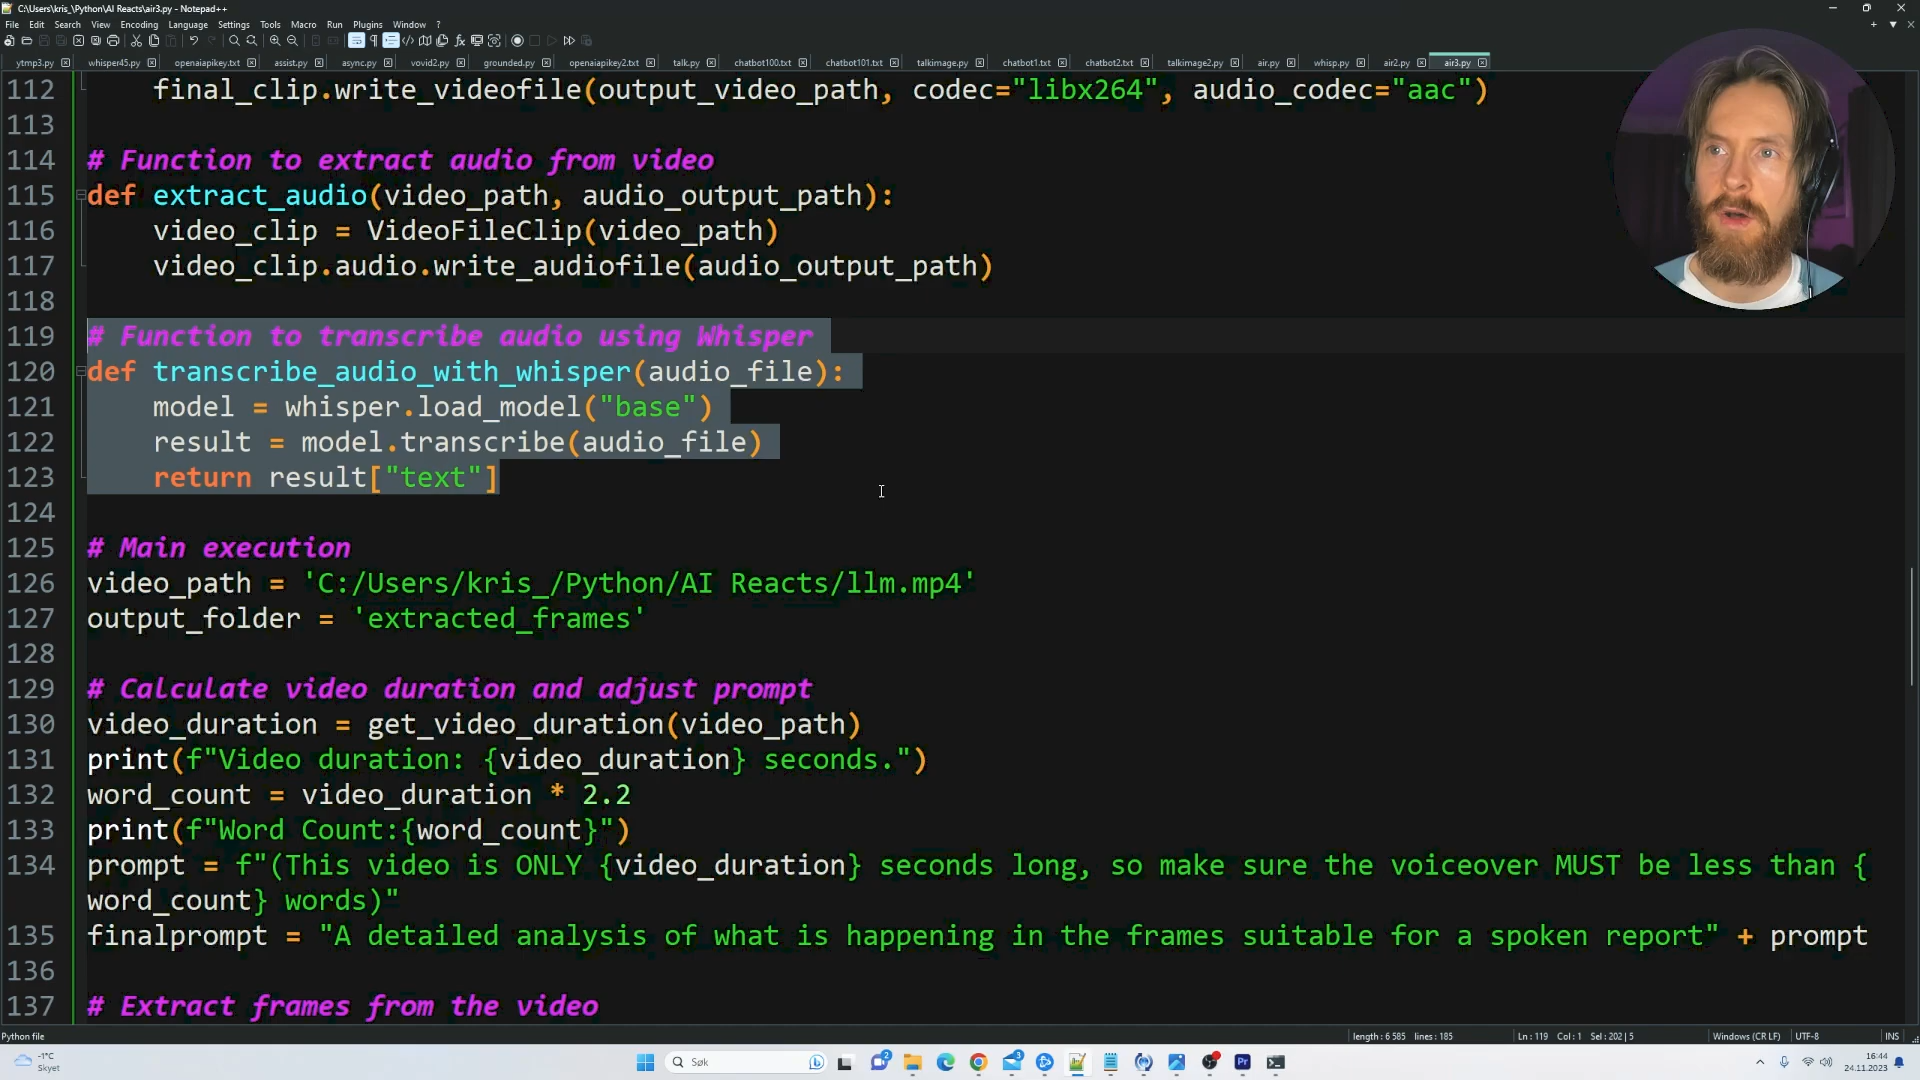 C:\Users\kris_\Python\AI Reacts\air3.py - Notepad++
File Edit Search View Encoding Language Settings Tools Macro Run Plugins Window ?
ytmp3.py whisper45.py openaiapikey.txt assist.py async.py vovid2.py grounded.py openaiapikey2.txt talk.py chatbot100.txt chatbot101.txt talkimage.py chatbot1.txt chatbot2.txt talkimage2.py air.py whisp.py air2.py air3.py
112 final_clip.write_videofile(output_video_path, codec="libx264", audio_codec="aac")
113
114 # Function to extract audio from video
115 def extract_audio(video_path, audio_output_path):
116 video_clip = VideoFileClip(video_path)
117 video_clip.audio.write_audiofile(audio_output_path)
118
119 # Function to transcribe audio using Whisper
120 def transcribe_audio_with_whisper(audio_file):
121 model = whisper.load_model("base")
122 result = model.transcribe(audio_file)
123 return result["text"]
124
125 # Main execution
126 video_path = 'C:/Users/kris_/Python/AI Reacts/llm.mp4'
127 output_folder = 'extracted_frames'
128
129 # Calculate video duration and adjust prompt
130 video_duration = get_video_duration(video_path)
131 print(f"Video duration: {video_duration} seconds.")
132 word_count = video_duration * 2.2
133 print(f"Word Count:{word_count}")
134 prompt = f"(This video is ONLY {video_duration} seconds long, so make sure the voiceover MUST be less than {
word_count} words)"
135 finalprompt = "A detailed analysis of what is happening in the frames suitable for a spoken report" + prompt
136
137 # Extract frames from the video
Python file length : 6 585 lines : 185 Ln : 119 Col : 1 Sel : 202 | 5 Windows (CR LF) UTF-8 INS
-1°C
Skyet
Søk
2
3
Pr
16:44
24.11.2023